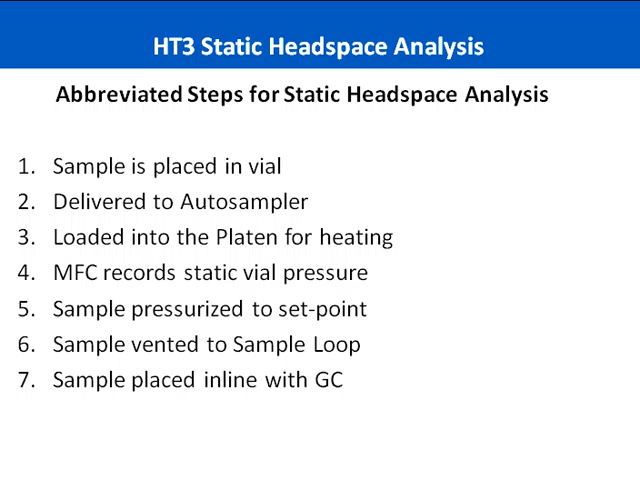 HT3 Static Headspace Analysis
Abbreviated Steps for Static Headspace Analysis
1. Sample is placed in vial
2. Delivered to Autosampler
3. Loaded into the Platen for heating
4. MFC records static vial pressure
5. Sample pressurized to set-point
6. Sample vented to Sample Loop
7. Sample placed inline with GC